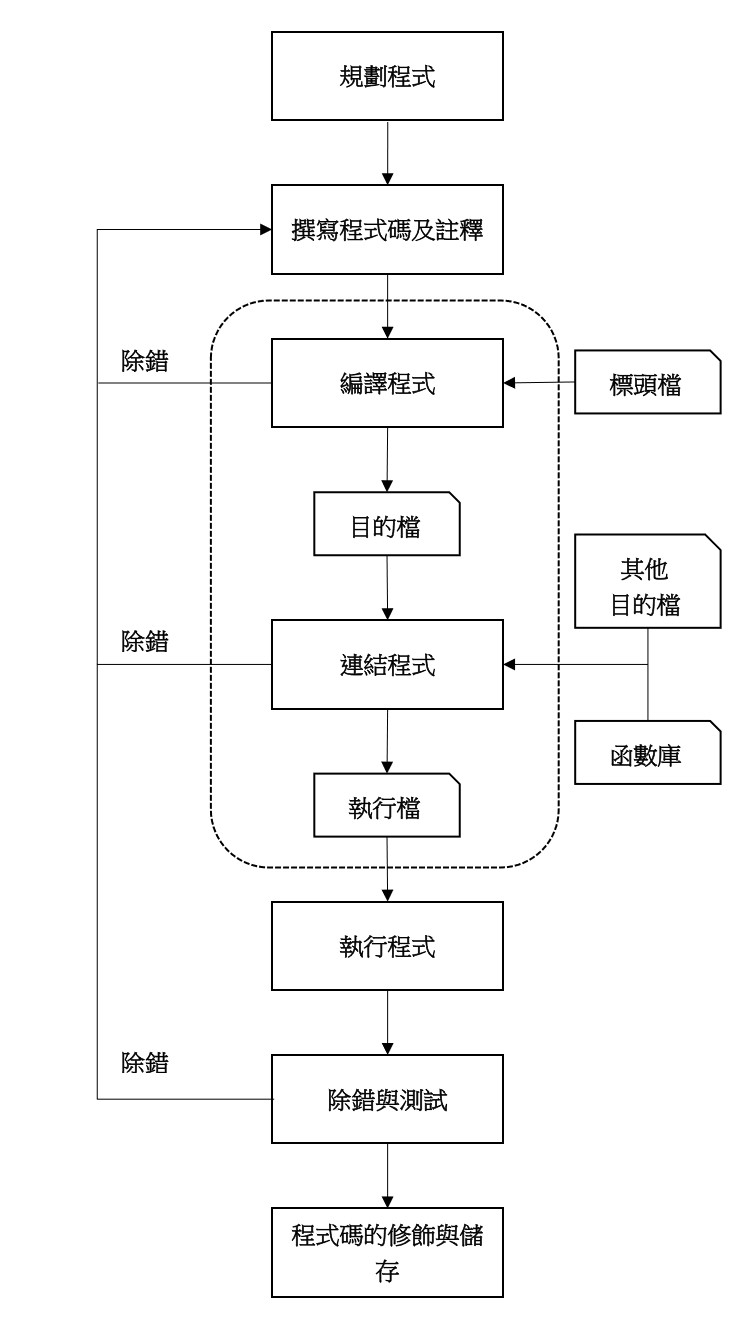 規劃程式
撰寫程式碼及註釋
除錯
編譯程式
標頭檔
目的檔
其他
目的檔
除錯
連結程式
函數庫
執行檔
執行程式
除錯
除錯與測試
程式碼的修飾與儲
存